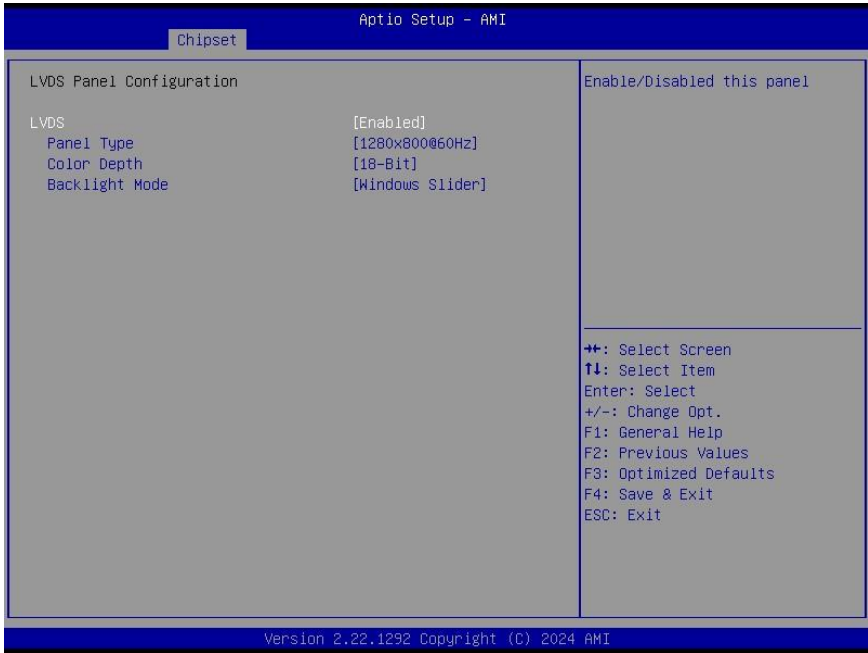 Aptio Setup – AMI
Chipset
LVDS Panel Configuration
LVDS [Enabled]
Panel Type [1280x800@60Hz]
Color Depth [18-Bit]
Backlight Mode [Windows Slider]
Enable/Disabled this panel
→←: Select Screen
↑↓: Select Item
Enter: Select
+/-: Change Opt.
F1: General Help
F2: Previous Values
F3: Optimized Defaults
F4: Save & Exit
ESC: Exit
Version 2.22.1292 Copyright (C) 2024 AMI